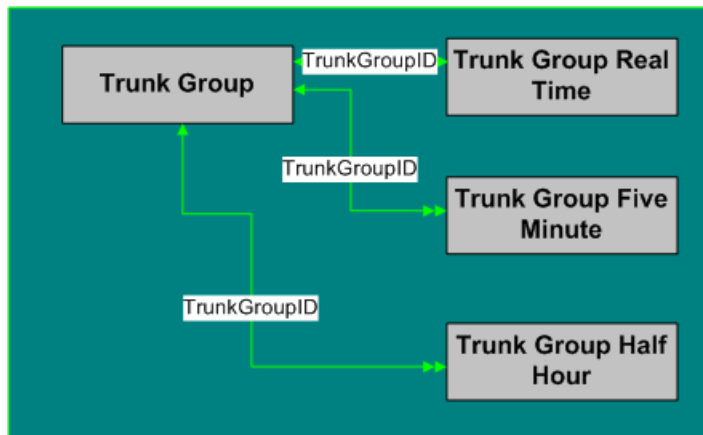 Trunk Group
TrunkGroupID
Trunk Group Real
Time
TrunkGroupID
Trunk Group Five
Minute
TrunkGroupID
Trunk Group Half
Hour